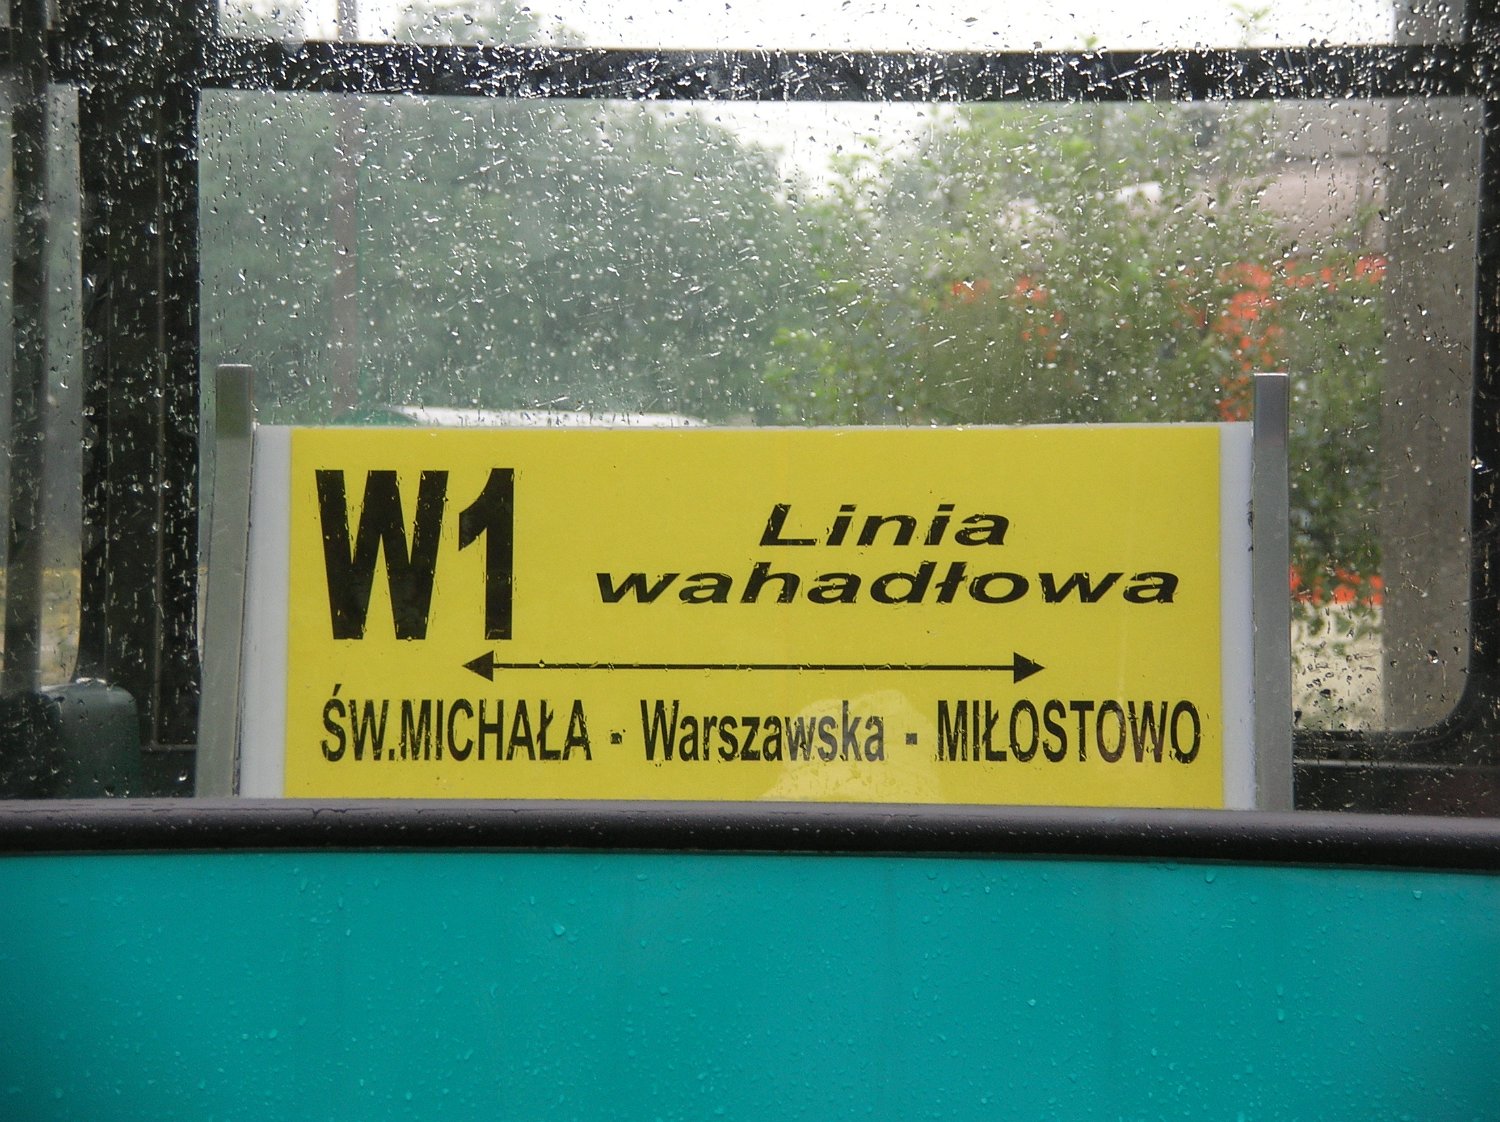 W1
Linia
wahadłowa
ŚW.MICHAŁA - Warszawska - MIŁOSTOWO